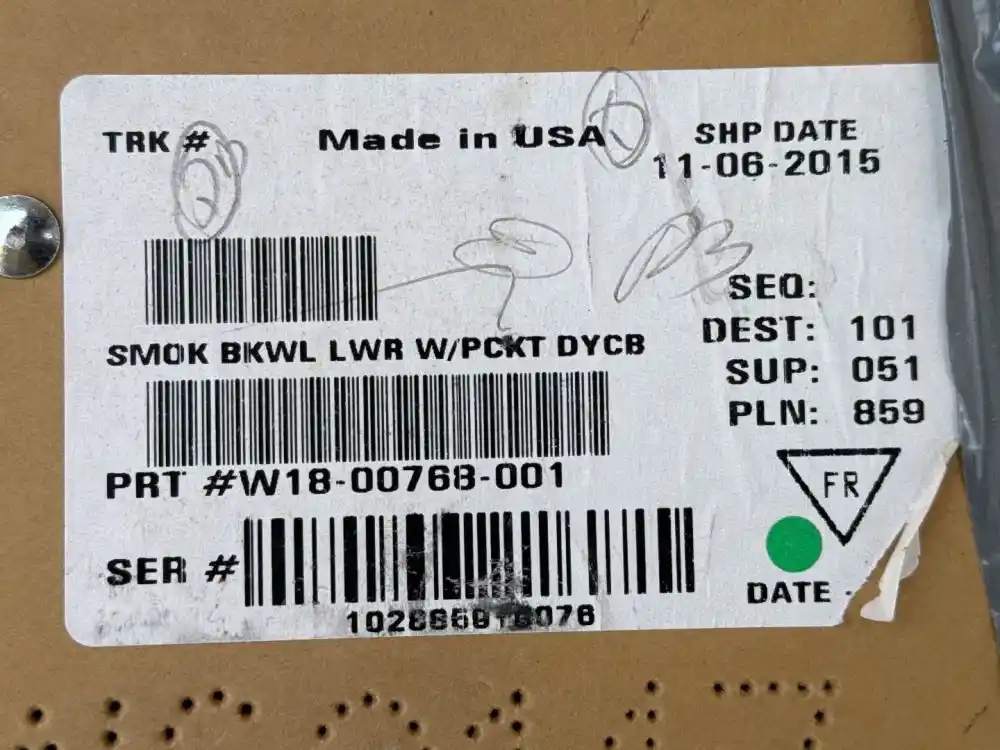 TRK #
Made in USA
SHP DATE
11-06-2015
SEQ:
SMOK BKWL LWR W/PCKT DYCB
DEST: 101
SUP: 051
PLN: 859
PRT #W18-00768-001
FR
SER #
DATE